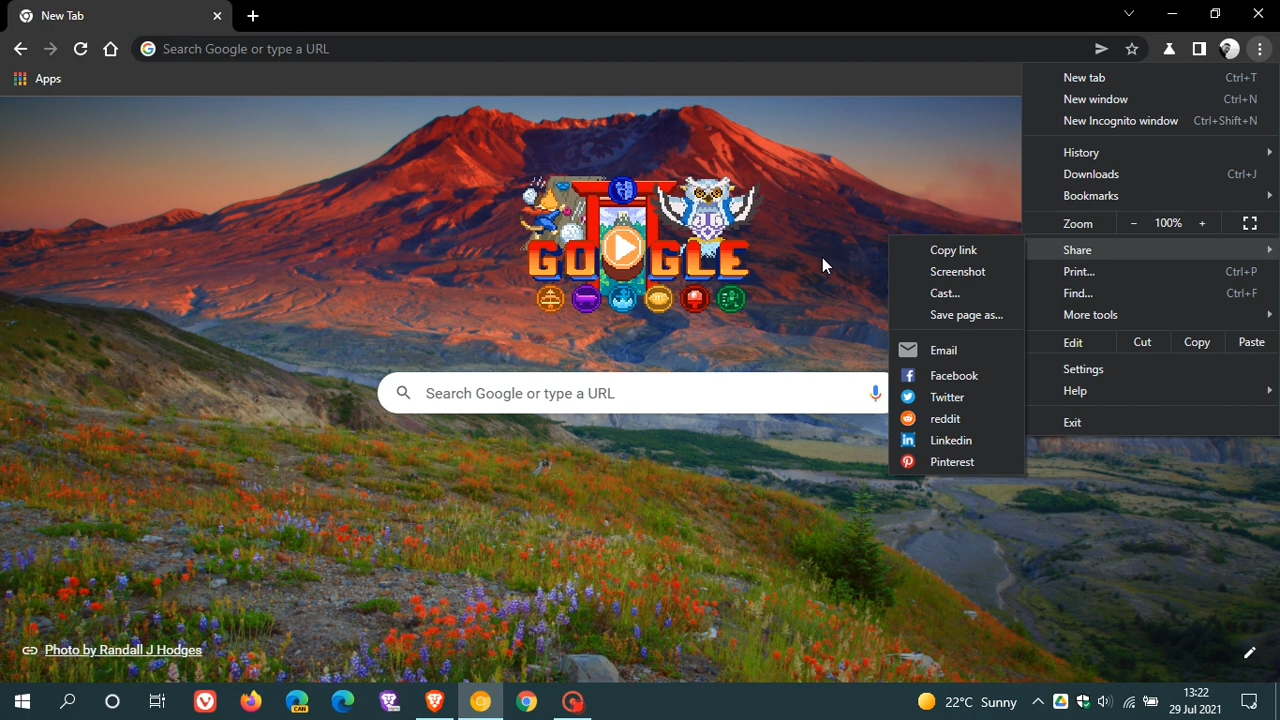 New Tab
Search Google or type a URL
Apps
New tab Ctrl+T
New window Ctrl+N
New Incognito window Ctrl+Shift+N
History
Downloads Ctrl+J
Bookmarks
Zoom - 100% +
Share
Print... Ctrl+P
Find... Ctrl+F
More tools
Edit Cut Copy Paste
Settings
Help
Exit
Copy link
Screenshot
Cast...
Save page as...
Email
Facebook
Twitter
reddit
Linkedin
Pinterest
GOOGLE
Search Google or type a URL
Photo by Randall J Hodges
CAN
22°C Sunny
13:22
29 Jul 2021